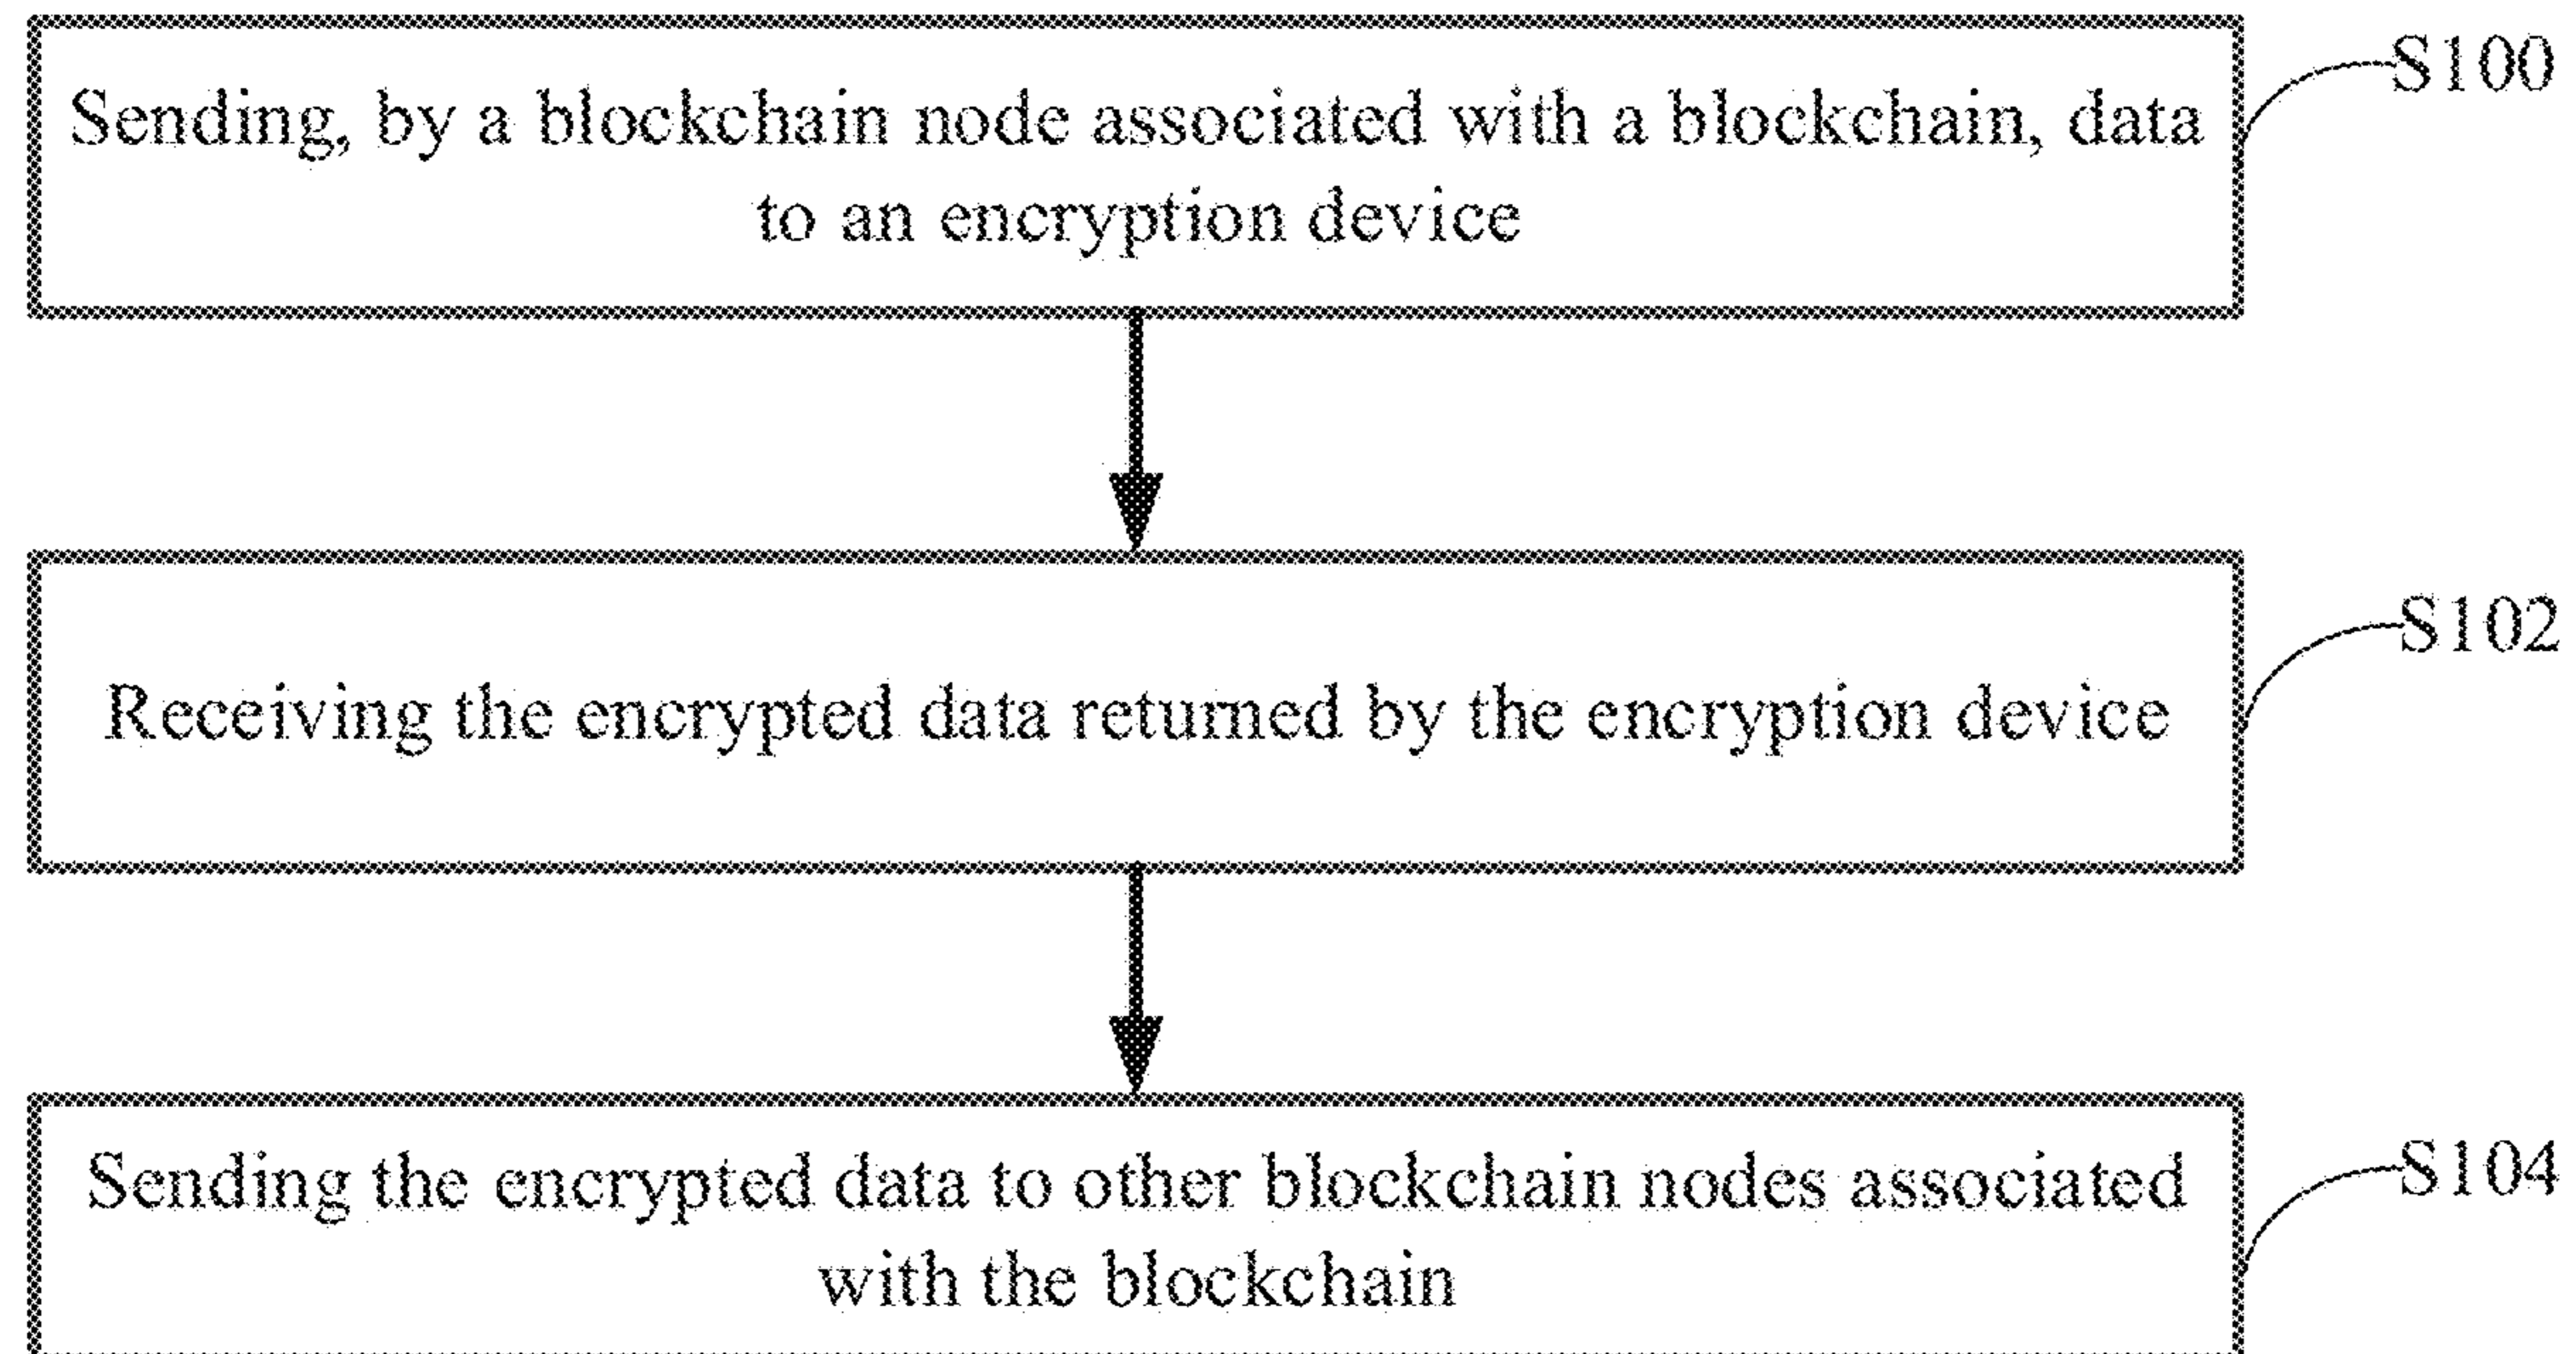 Sending, by a blockchain node associated with a blockchain, data
to an encryption device
S100
Receiving the encrypted data returned by the encryption device
S102
Sending the encrypted data to other blockchain nodes associated
with the blockchain
S104